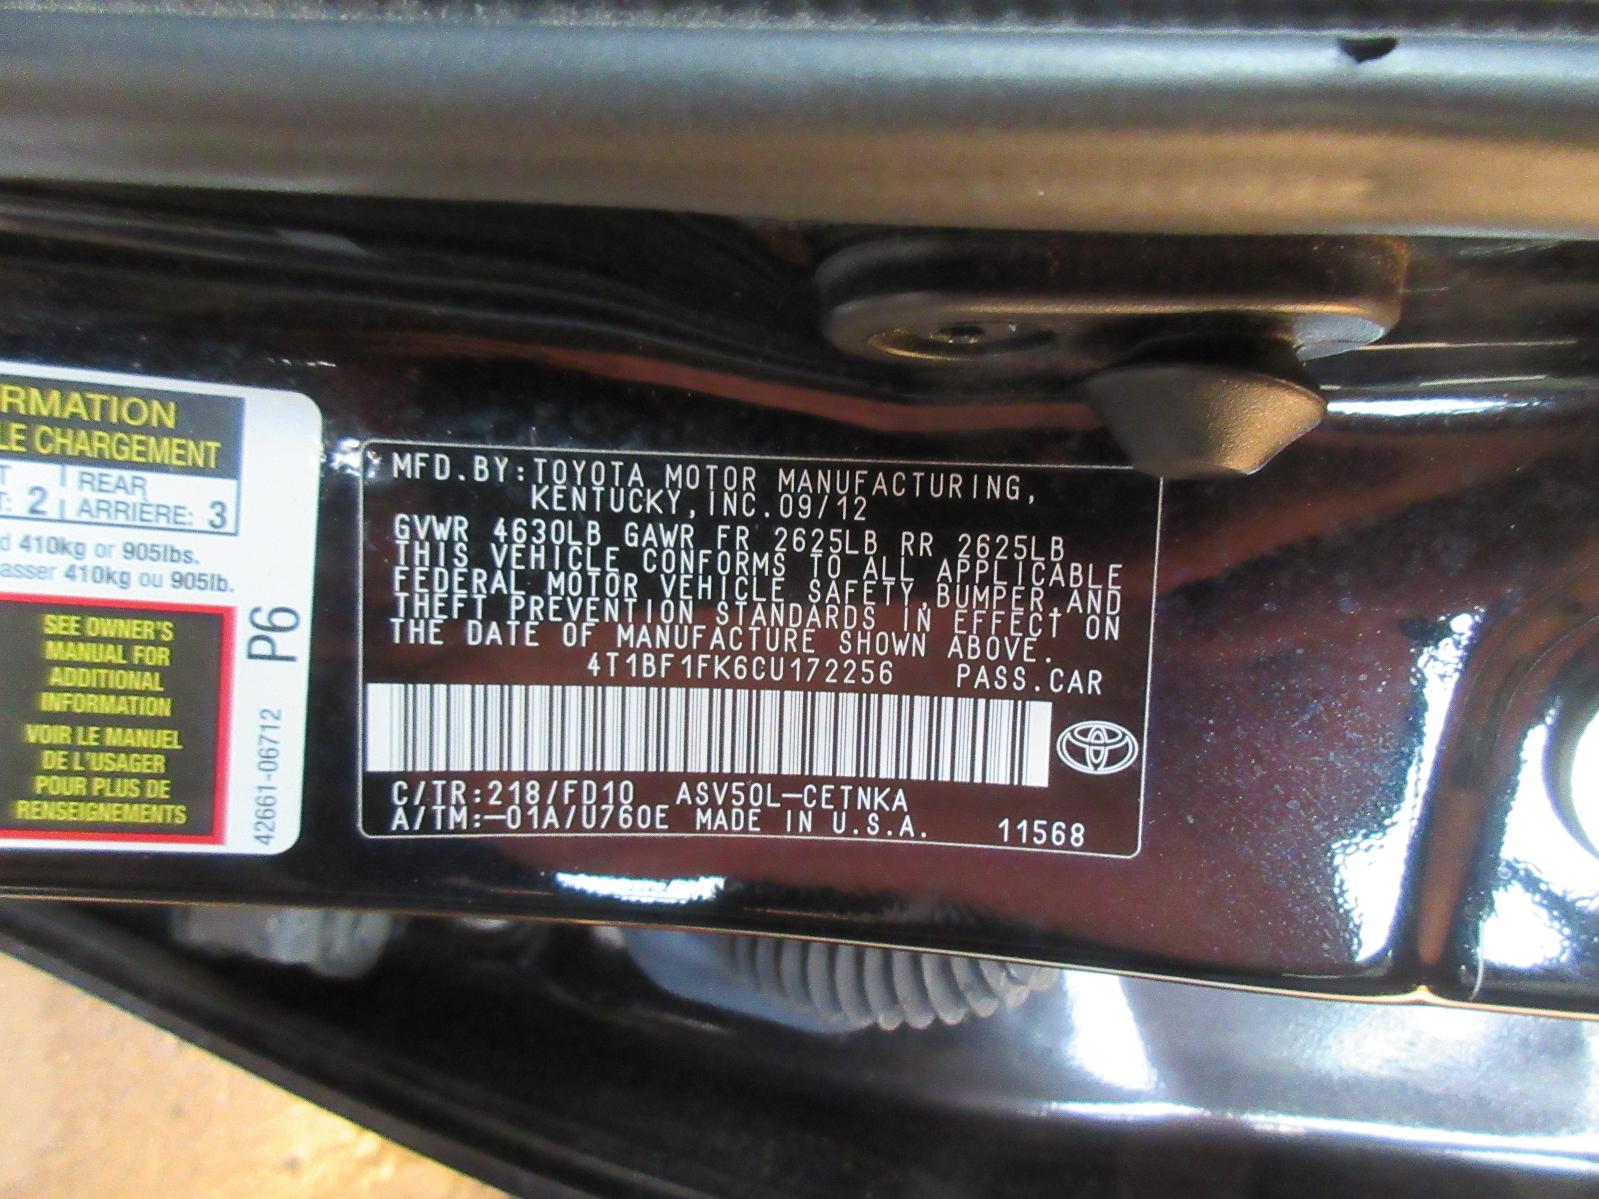 RMATION
LE CHARGEMENT
REAR
: 2 ARRIÈRE: 3
410kg or 905lbs.
asser 410kg ou 905lb.
SEE OWNER'S
MANUAL FOR
ADDITIONAL
INFORMATION
VOIR LE MANUEL
DE L'USAGER
POUR PLUS DE
RENSEIGNEMENTS
P6
42661-06712
MFD.BY:TOYOTA MOTOR MANUFACTURING,
KENTUCKY,INC.09/12
GVWR 4630LB GAWR FR 2625LB RR 2625LB
THIS VEHICLE CONFORMS TO ALL APPLICABLE
FEDERAL MOTOR VEHICLE SAFETY,BUMPER,AND
THEFT PREVENTION STANDARDS IN EFFECT ON
THE DATE OF MANUFACTURE SHOWN ABOVE.
4T1BF1FK6CU172256 PASS.CAR
C/TR:218/FD10 ASV50L-CETNKA
A/TM:-01A/U760E MADE IN U.S.A. 11568